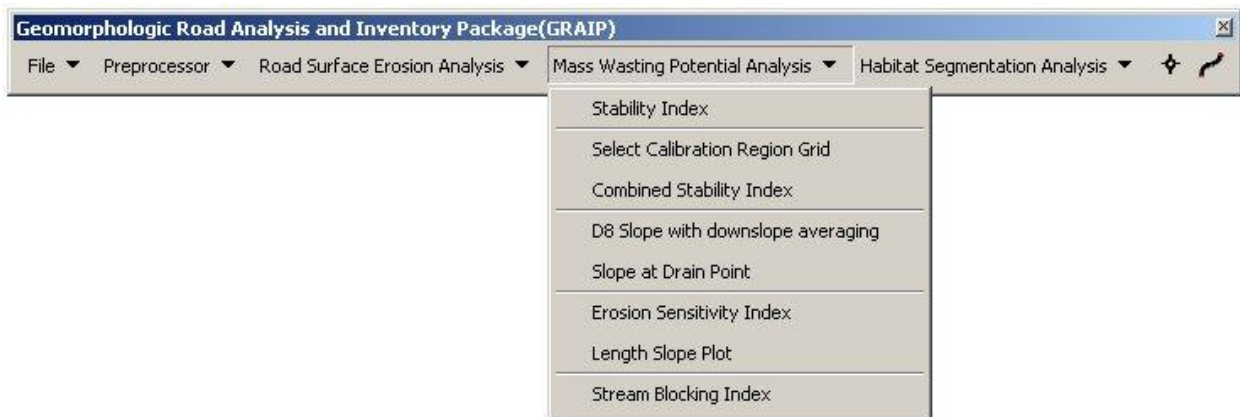 Geomorphologic Road Analysis and Inventory Package(GRAIP)
File Preprocessor Road Surface Erosion Analysis Mass Wasting Potential Analysis Habitat Segmentation Analysis
Stability Index
Select Calibration Region Grid
Combined Stability Index
D8 Slope with downslope averaging
Slope at Drain Point
Erosion Sensitivity Index
Length Slope Plot
Stream Blocking Index